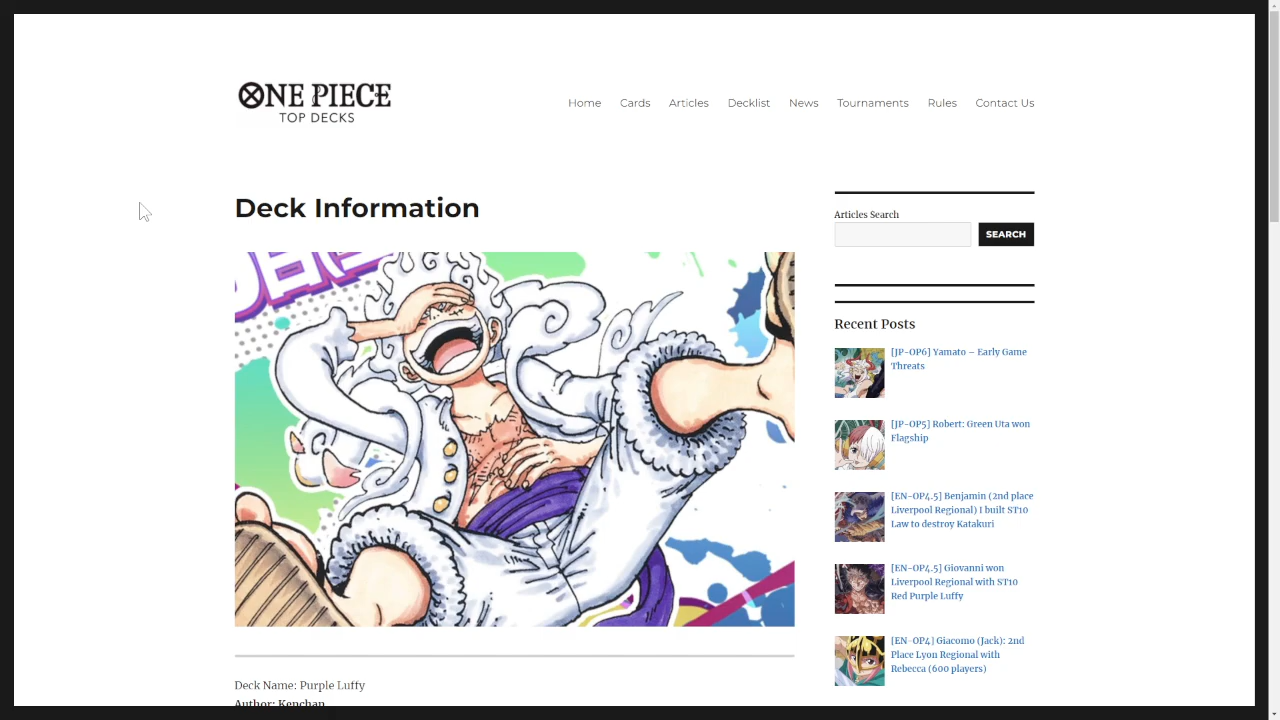 ONE PIECE
TOP DECKS
Home Cards Articles Decklist News Tournaments Rules Contact Us
Deck Information
Deck Name: Purple Luffy
Author: Kenchan
Articles Search
SEARCH
Recent Posts
[JP-OP6] Yamato – Early Game
Threats
[JP-OP5] Robert: Green Uta won
Flagship
[EN-OP4.5] Benjamin (2nd place
Liverpool Regional) I built ST10
Law to destroy Katakuri
[EN-OP4.5] Giovanni won
Liverpool Regional with ST10
Red Purple Luffy
[EN-OP4] Giacomo (Jack): 2nd
Place Lyon Regional with
Rebecca (600 players)